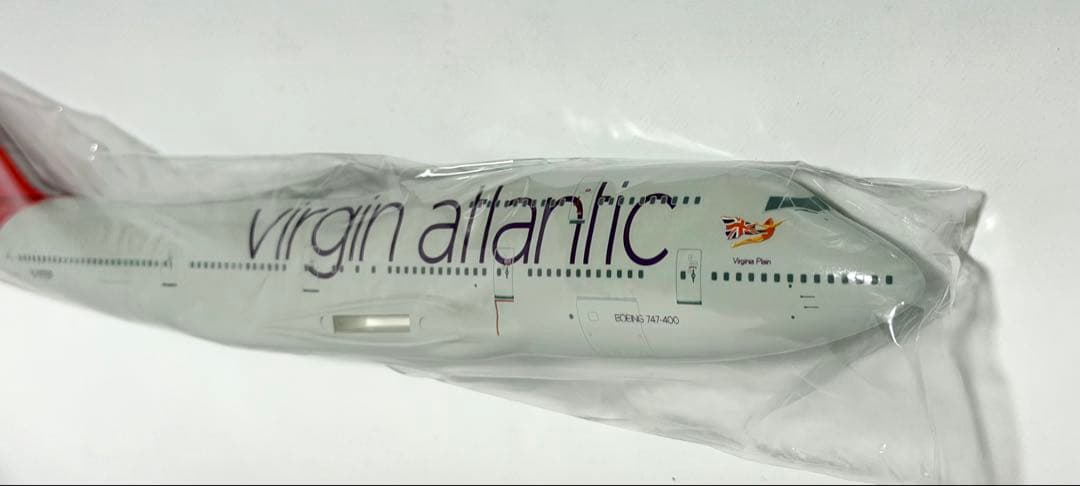 virgin atlantic
Virginia Plain
BOEING 747-400